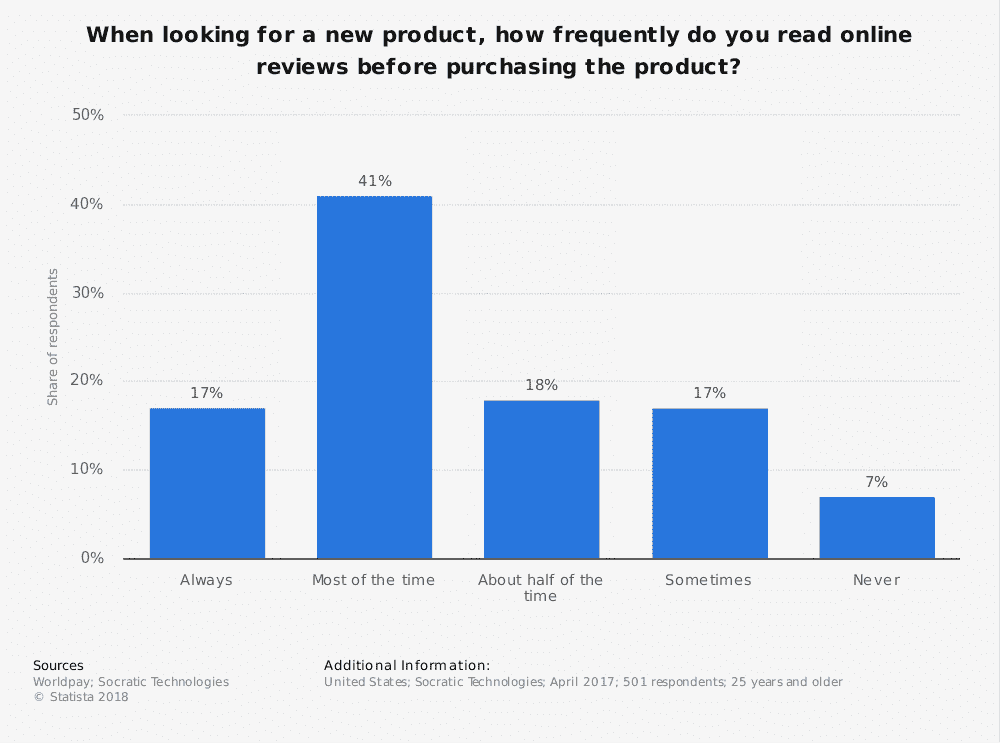 When looking for a new product, how frequently do you read online
reviews before purchasing the product?
50%
40%
30%
20%
10%
0%
Share of respondents
17%
41%
18%
17%
7%
Always
Most of the time
About half of the
time
Sometimes
Never
Sources
Worldpay; Socratic Technologies
© Statista 2018
Additional Information:
United States; Socratic Technologies; April 2017; 501 respondents; 25 years and older